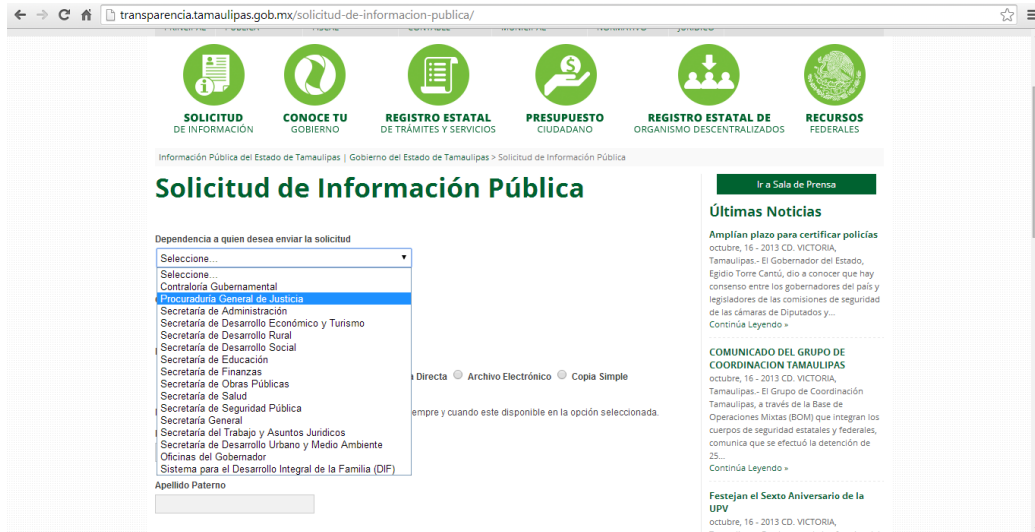 transparencia.tamaulipas.gob.mx/solicitud-de-informacion-publica/
SOLICITUD
DE INFORMACIÓN
CONOCE TU
GOBIERNO
REGISTRO ESTATAL
DE TRÁMITES Y SERVICIOS
PRESUPUESTO
CIUDADANO
REGISTRO ESTATAL DE
ORGANISMO DESCENTRALIZADOS
RECURSOS
FEDERALES
Información Pública del Estado de Tamaulipas | Gobierno del Estado de Tamaulipas > Solicitud de Información Pública
Solicitud de Información Pública
Dependencia a quien desea enviar la solicitud
Seleccione...
Seleccione...
Contraloría Gubernamental
Procuraduría General de Justicia
Secretaría de Administración
Secretaría de Desarrollo Económico y Turismo
Secretaría de Desarrollo Rural
Secretaría de Desarrollo Social
Secretaría de Educación
Secretaría de Finanzas
Secretaría de Obras Públicas
Secretaría de Salud
Secretaría de Seguridad Pública
Secretaría General
Secretaría del Trabajo y Asuntos Juridicos
Secretaría de Desarrollo Urbano y Medio Ambiente
Oficinas del Gobernador
Sistema para el Desarrollo Integral de la Familia (DIF)
Directa Archivo Electrónico Copia Simple
y cuando este disponible en la opción seleccionada.
Apellido Paterno
Ir a Sala de Prensa
Últimas Noticias
Amplían plazo para certificar policías
octubre, 16 - 2013 CD. VICTORIA,
Tamaulipas.- El Gobernador del Estado,
Egidio Torre Cantú, dio a conocer que hay
consenso entre los gobernadores del país y
legisladores de las comisiones de seguridad
de las cámaras de Diputados y...
Continúa Leyendo »
COMUNICADO DEL GRUPO DE
COORDINACION TAMAULIPAS
octubre, 16 - 2013 CD. VICTORIA,
Tamaulipas.- El Grupo de Coordinación
Tamaulipas, a través de la Base de
Operaciones Mixtas (BOM) que integran los
cuerpos de seguridad estatales y federales,
comunica que se efectuó la detención de
25...
Continúa Leyendo »
Festejan el Sexto Aniversario de la
UPV
octubre, 16 - 2013 CD. VICTORIA,